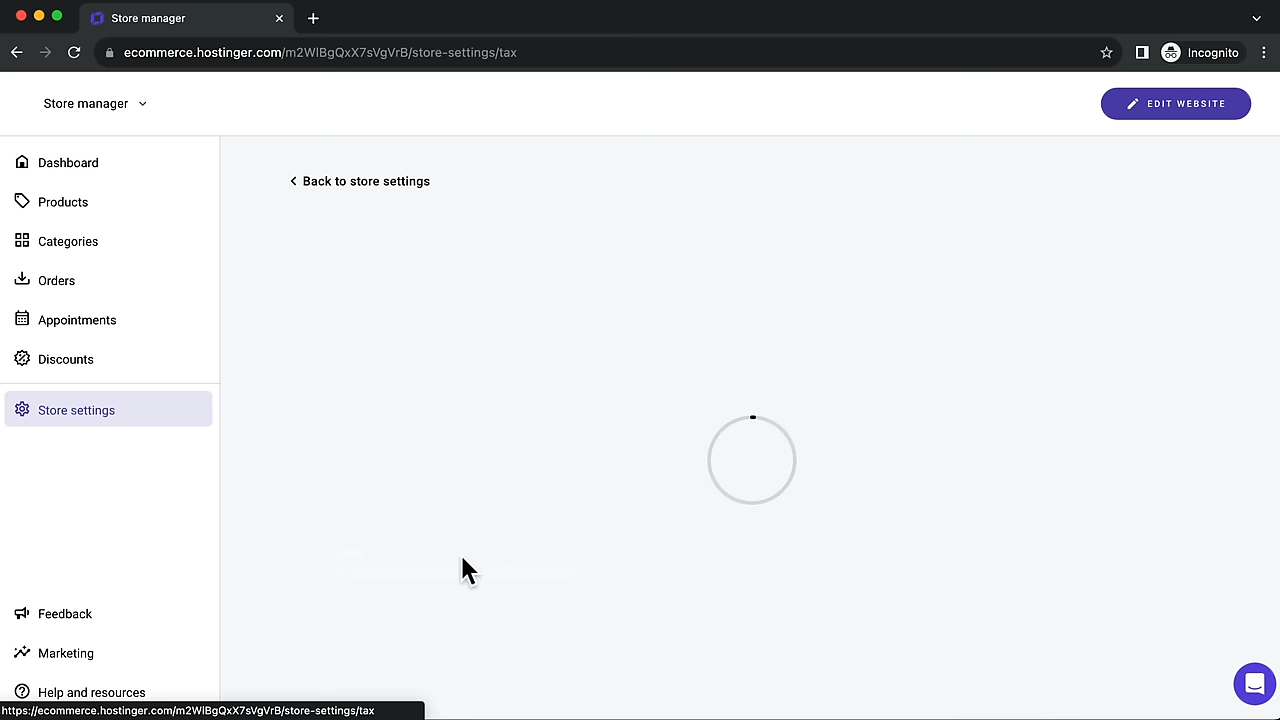 Store manager
ecommerce.hostinger.com/m2WlBgQxX7sVgVrB/store-settings/tax
Incognito
Store manager
EDIT WEBSITE
Dashboard
Back to store settings
Products
Categories
Orders
Appointments
Discounts
Store settings
Feedback
Marketing
Help and resources
https://ecommerce.hostinger.com/m2WlBgQxX7sVgVrB/store-settings/tax